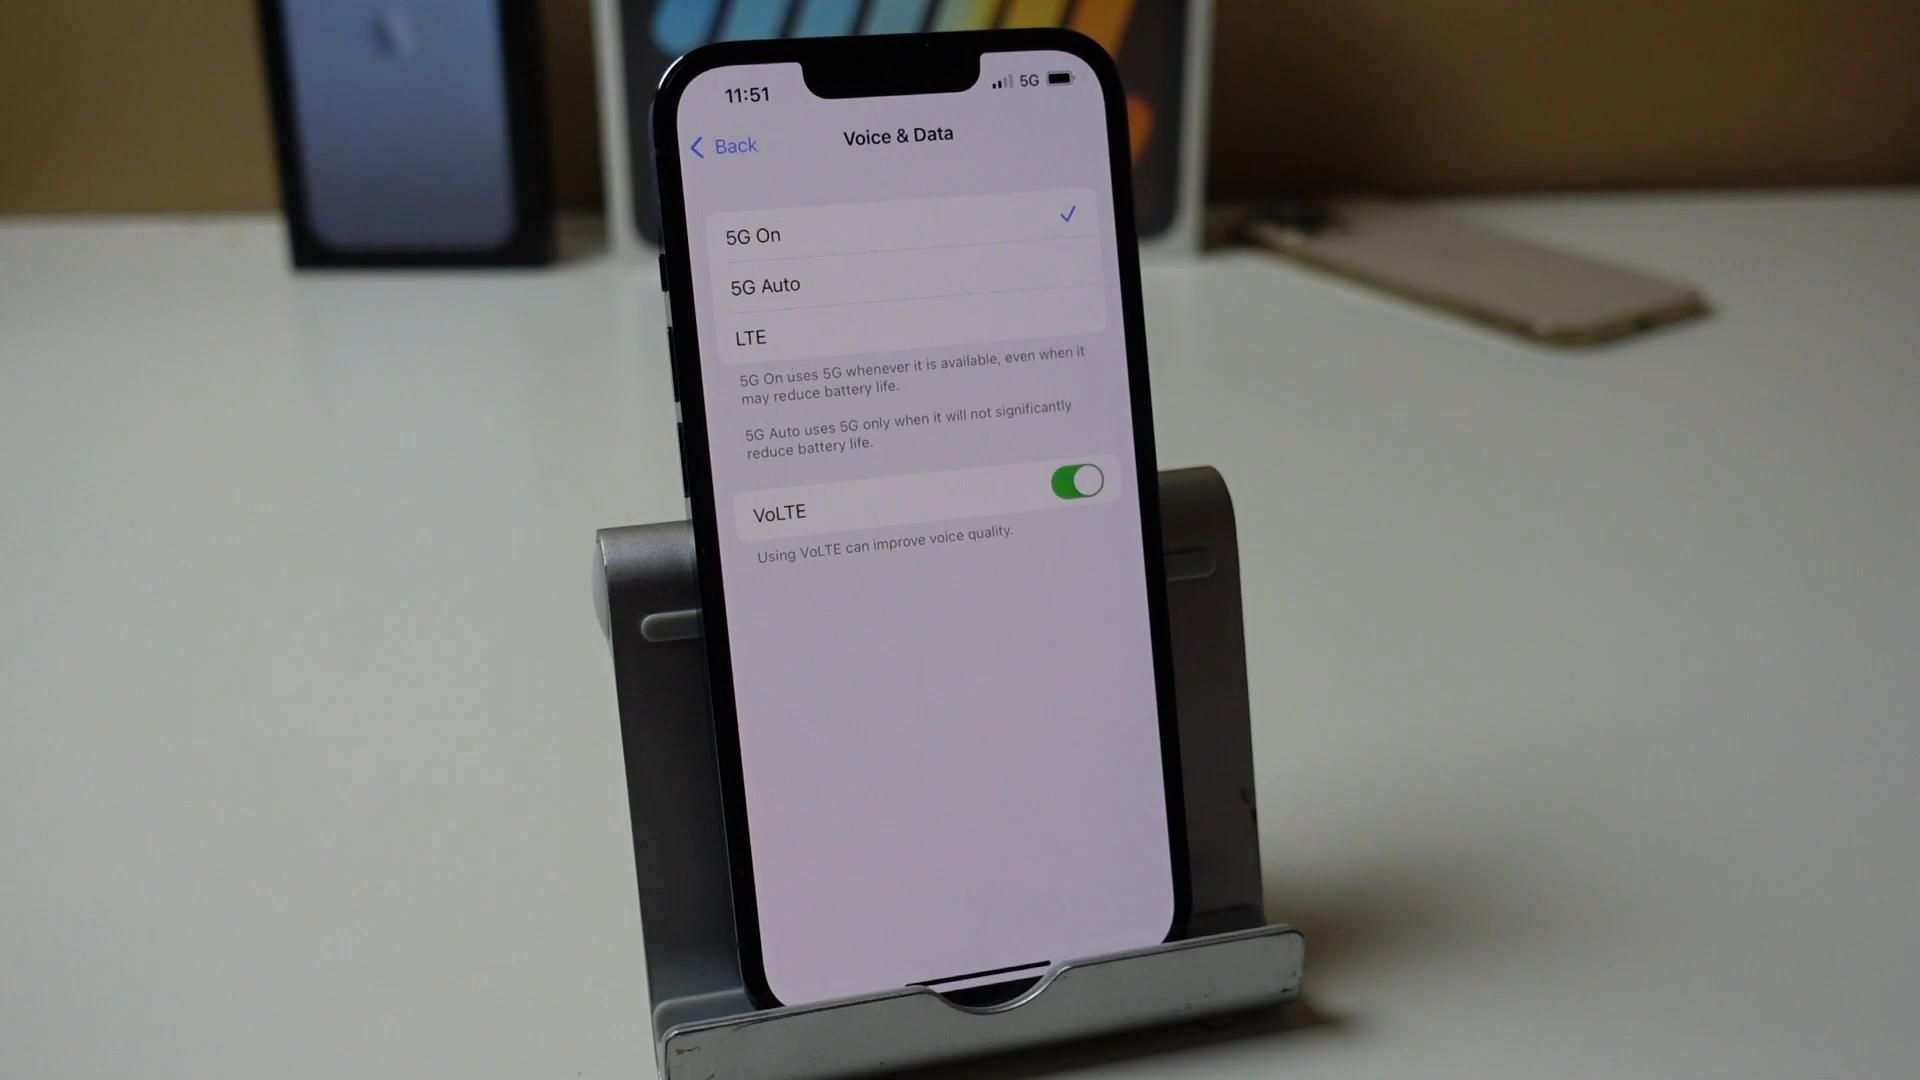 11:51
5G
Back
Voice & Data
5G On
5G Auto
LTE
5G On uses 5G whenever it is available, even when it
may reduce battery life.
5G Auto uses 5G only when it will not significantly
reduce battery life.
VoLTE
Using VoLTE can improve voice quality.